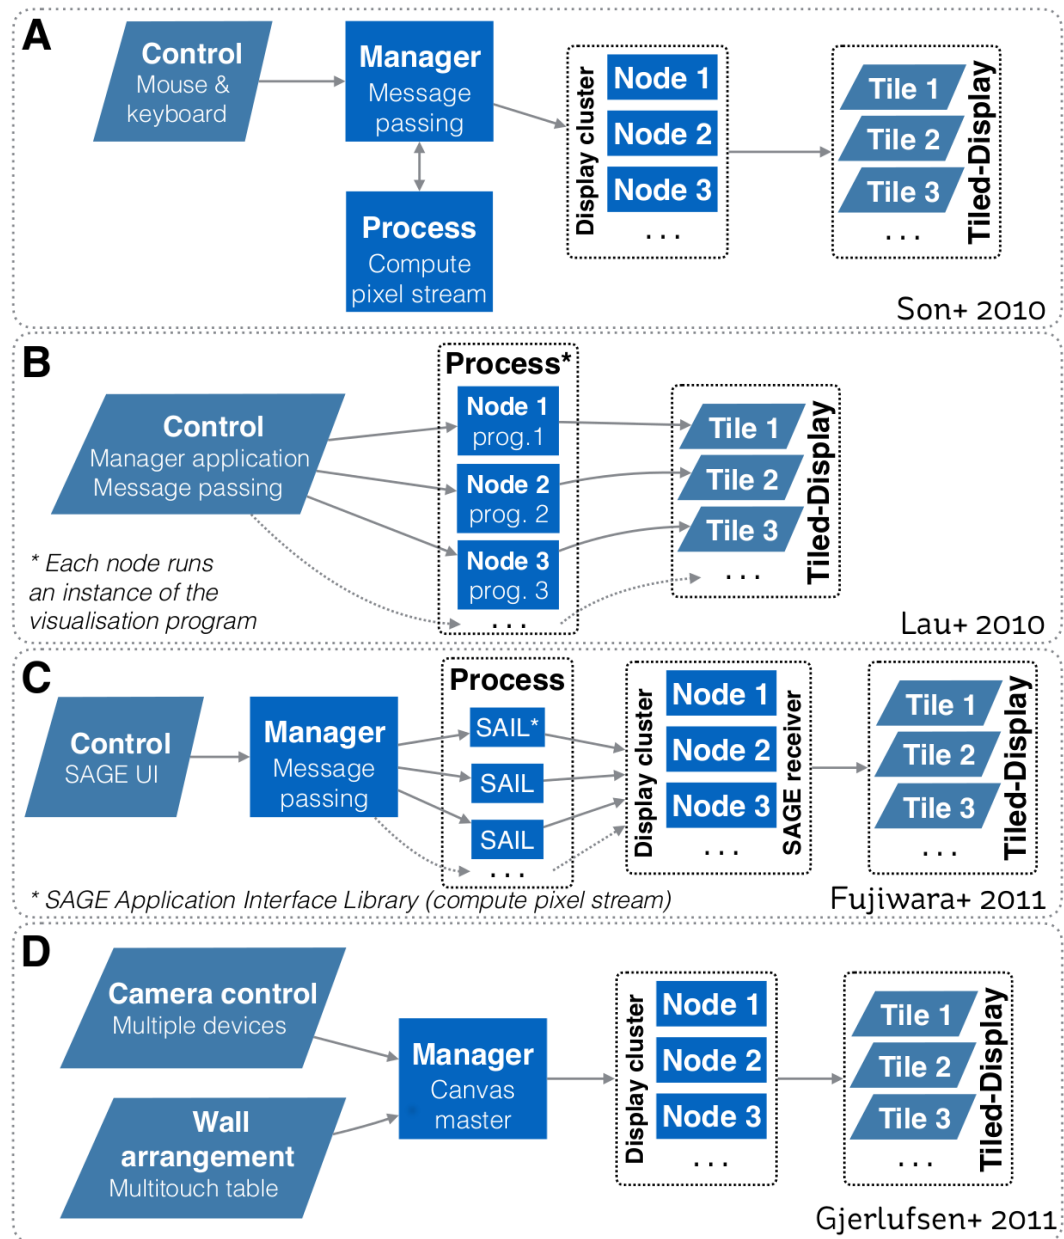 A
Control
Mouse &
keyboard
Manager
Message
passing
Process
Compute
pixel stream
Display cluster
Node 1
Node 2
Node 3
...
Tile 1
Tile 2
Tile 3
...
Tiled-Display
Son+ 2010
B
Control
Manager application
Message passing
* Each node runs
an instance of the
visualisation program
Process*
Node 1
prog.1
Node 2
prog. 2
Node 3
prog. 3
...
Tile 1
Tile 2
Tile 3
...
Tiled-Display
Lau+ 2010
C
Control
SAGE UI
Manager
Message
passing
Process
SAIL*
SAIL
SAIL
...
Display cluster
Node 1
Node 2
Node 3
...
SAGE receiver
Tile 1
Tile 2
Tile 3
...
Tiled-Display
* SAGE Application Interface Library (compute pixel stream)
Fujiwara+ 2011
D
Camera control
Multiple devices
Wall
arrangement
Multitouch table
Manager
Canvas
master
Display cluster
Node 1
Node 2
Node 3
...
Tile 1
Tile 2
Tile 3
...
Tiled-Display
Gjerlufsen+ 2011